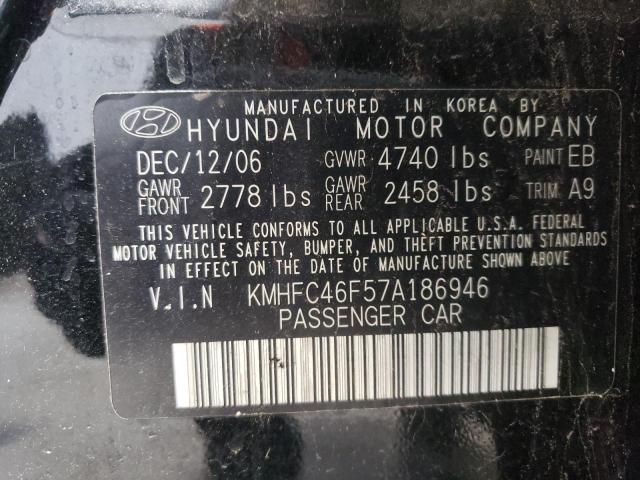 MANUFACTURED IN KOREA BY
HYUNDAI MOTOR COMPANY
DEC/12/06 GVWR 4740 lbs PAINT EB
GAWR FRONT 2778 lbs GAWR REAR 2458 lbs TRIM A9
THIS VEHICLE CONFORMS TO ALL APPLICABLE U.S.A. FEDERAL
MOTOR VEHICLE SAFETY, BUMPER, AND THEFT PREVENTION STANDARDS
IN EFFECT ON THE DATE OF MANUFACTURE SHOWN ABOVE.
V.I.N KMHFC46F57A186946
PASSENGER CAR